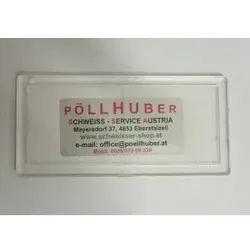 PÖLLHUBER
SCHWEISS - SERVICE AUSTRIA
Mayersdorf 37, 4653 Eberstalzell
www.schweisser-shop.at
e-mail: office@poellhuber.at